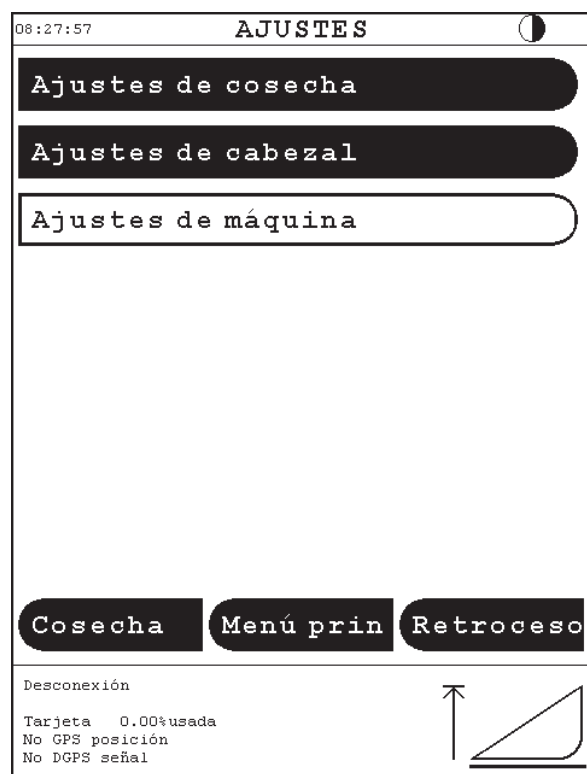 08:27:57 AJUSTES
Ajustes de cosecha
Ajustes de cabezal
Ajustes de máquina
Cosecha Menú prin Retroceso
Desconexión
Tarjeta 0.00%usada
No GPS posición
No DGPS señal